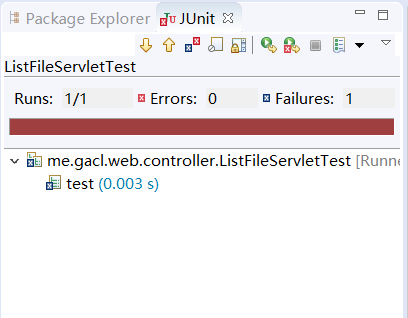 Package Explorer JUnit
ListFileServletTest
Runs: 1/1 Errors: 0 Failures: 1
me.gacl.web.controller.ListFileServletTest [Runne
test (0.003 s)